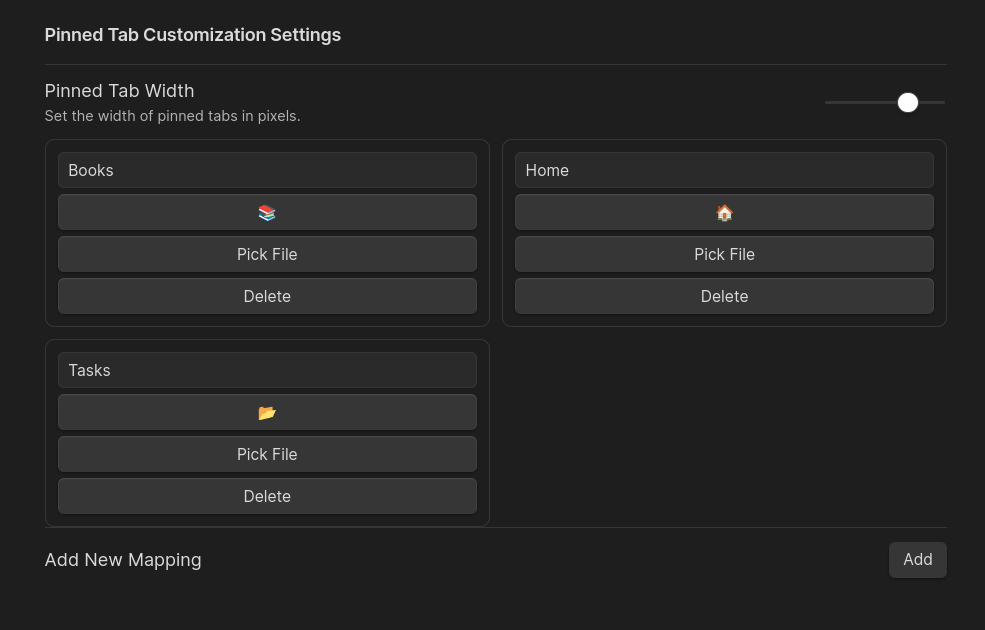 Pinned Tab Customization Settings
Pinned Tab Width
Set the width of pinned tabs in pixels.
Books
📚
Pick File
Delete
Home
🏠
Pick File
Delete
Tasks
📂
Pick File
Delete
Add New Mapping
Add